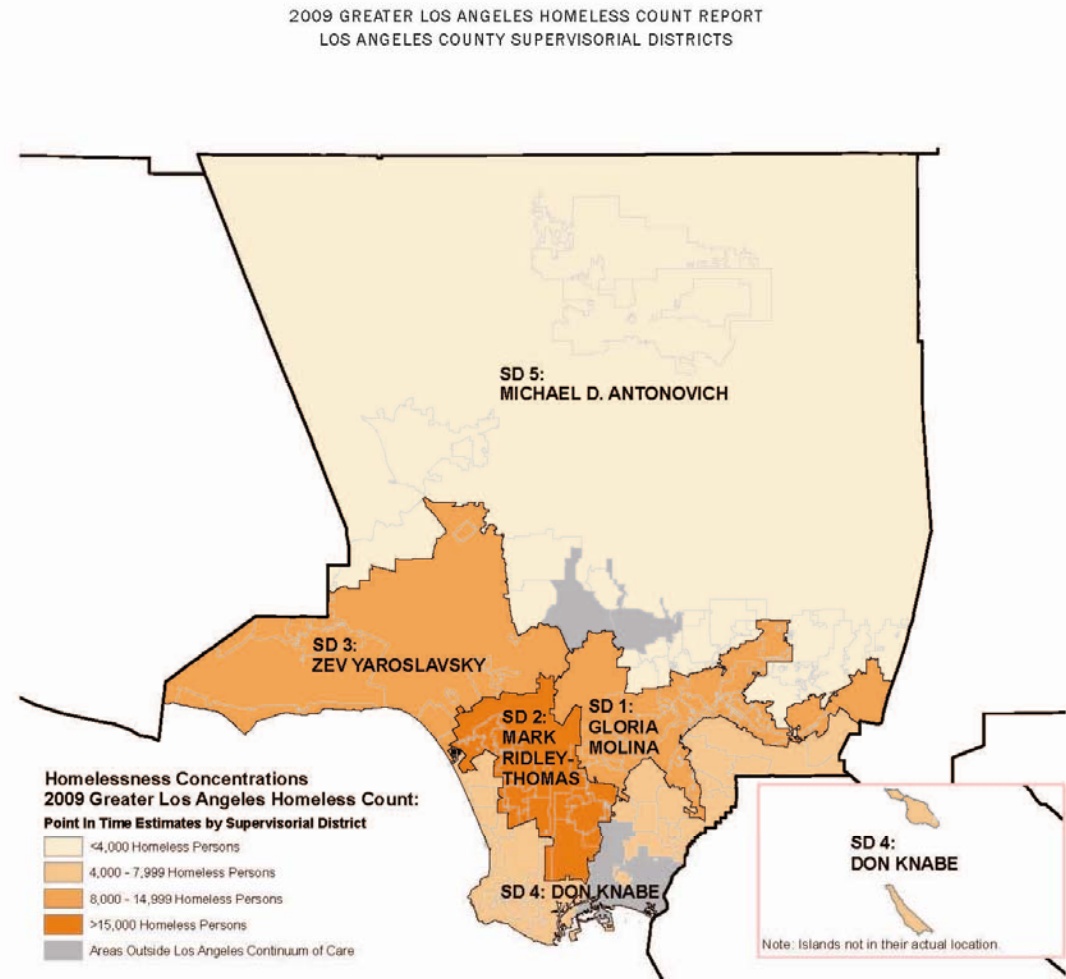 2009 GREATER LOS ANGELES HOMELESS COUNT REPORT
LOS ANGELES COUNTY SUPERVISORIAL DISTRICTS
SD 5:
MICHAEL D. ANTONOVICH
SD 3:
ZEV YAROSLAVSKY
SD 2:
MARK
RIDLEY-
THOMAS
SD 1:
GLORIA
MOLINA
SD 4: DON KNABE
Homelessness Concentrations
2009 Greater Los Angeles Homeless Count:
Point In Time Estimates by Supervisorial District
<4,000 Homeless Persons
4,000 - 7,999 Homeless Persons
8,000 - 14,999 Homeless Persons
>15,000 Homeless Persons
Areas Outside Los Angeles Continuum of Care
SD 4:
DON KNABE
Note: Islands not in their actual location.